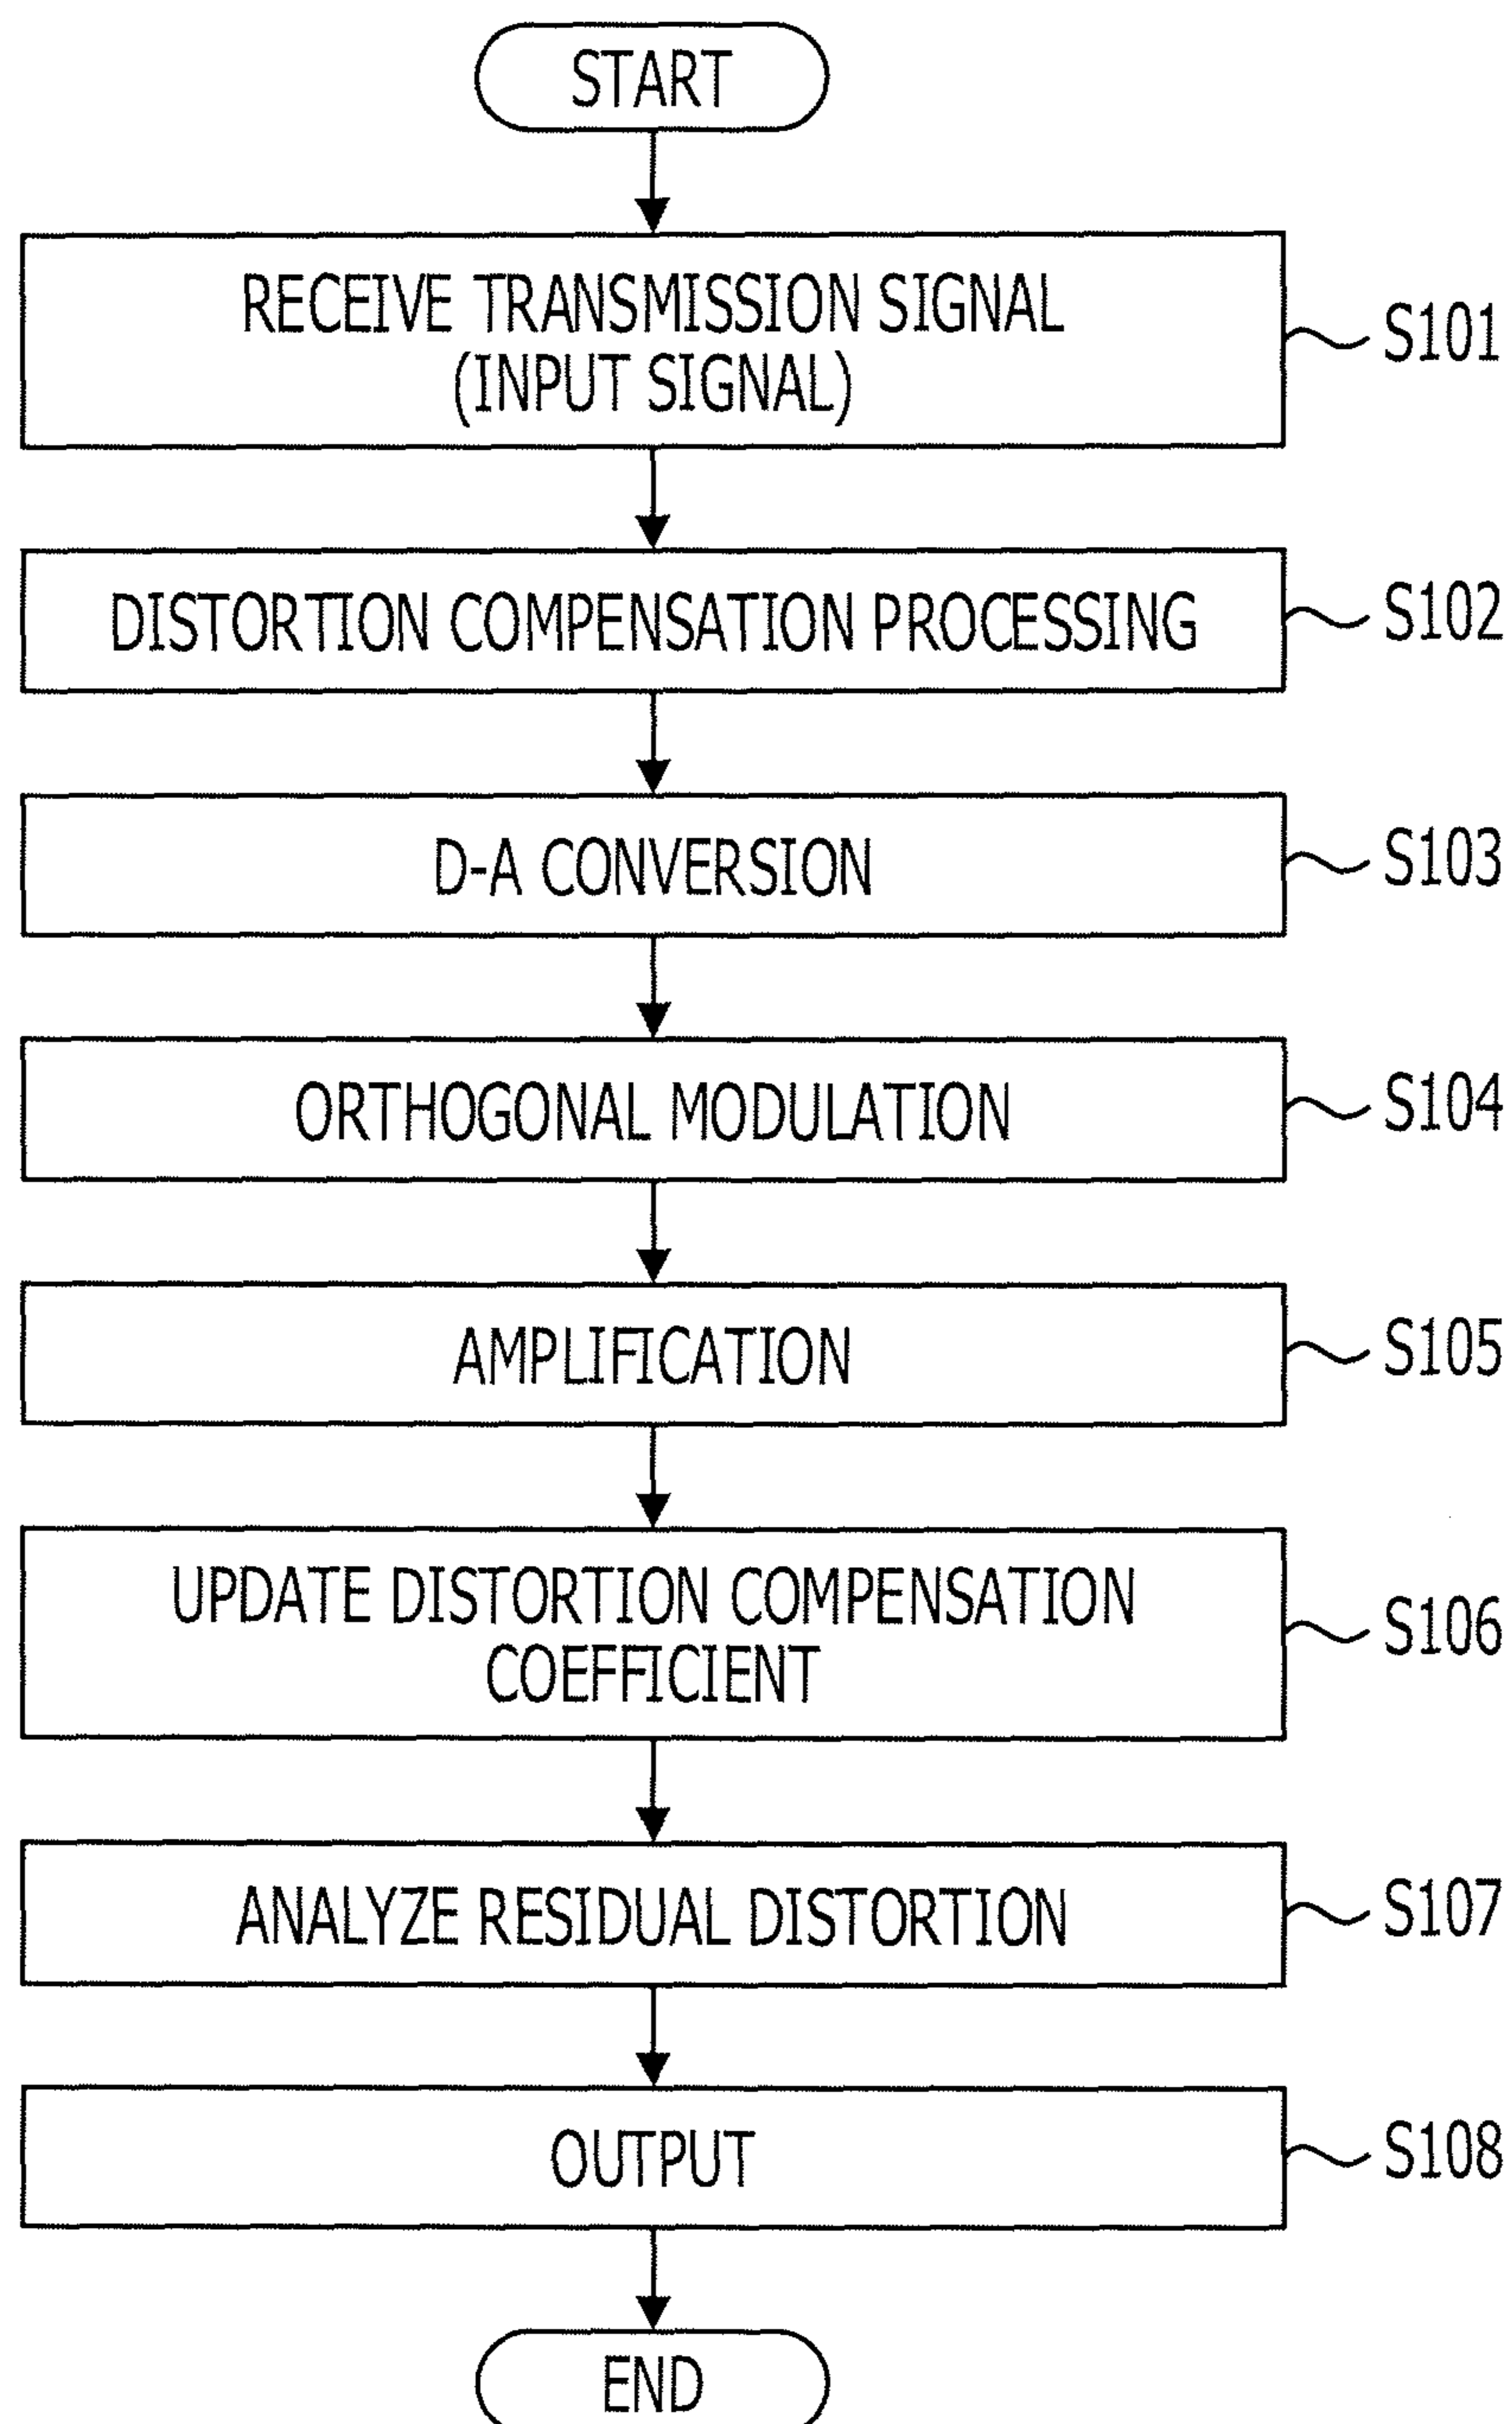 START
RECEIVE TRANSMISSION SIGNAL
(INPUT SIGNAL)
S101
DISTORTION COMPENSATION PROCESSING
S102
D-A CONVERSION
S103
ORTHOGONAL MODULATION
S104
AMPLIFICATION
S105
UPDATE DISTORTION COMPENSATION
COEFFICIENT
S106
ANALYZE RESIDUAL DISTORTION
S107
OUTPUT
S108
END